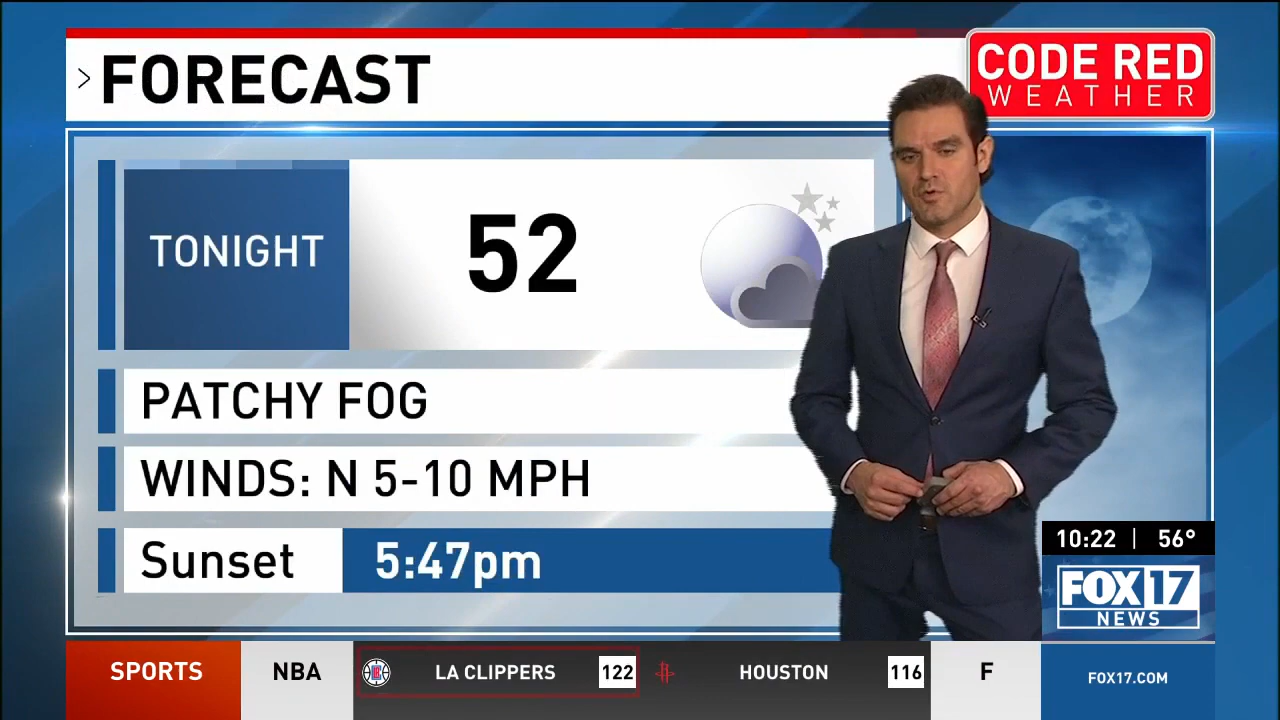 > FORECAST
CODE RED
WEATHER
TONIGHT
52
PATCHY FOG
WINDS: N 5-10 MPH
Sunset 5:47pm
10:22 | 56°
FOX 17
NEWS
SPORTS NBA LA CLIPPERS 122 HOUSTON 116 F FOX17.COM